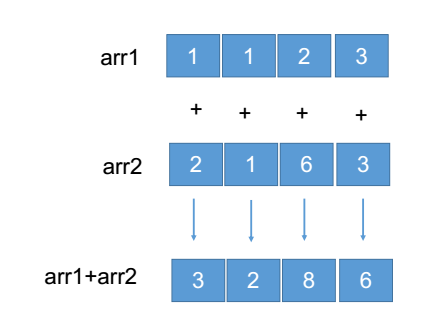 arr1 1 1 2 3
+ + + +
arr2 2 1 6 3
arr1+arr2 3 2 8 6